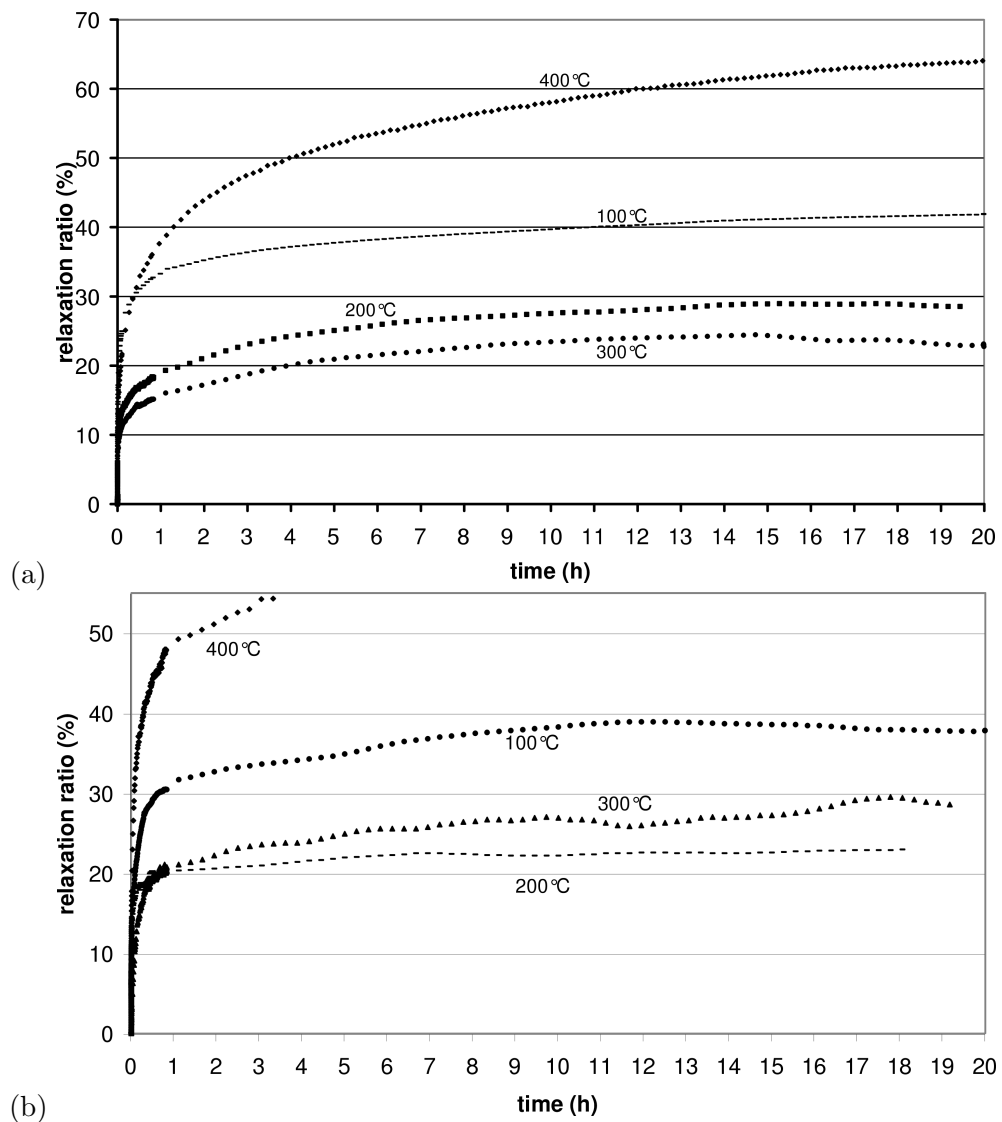 (a)
relaxation ratio (%)
70
60
50
40
30
20
10
0
400°C
100°C
200°C
300°C
0 1 2 3 4 5 6 7 8 9 10 11 12 13 14 15 16 17 18 19 20
time (h)
(b)
relaxation ratio (%)
50
40
30
20
10
0
400°C
100°C
300°C
200°C
0 1 2 3 4 5 6 7 8 9 10 11 12 13 14 15 16 17 18 19 20
time (h)